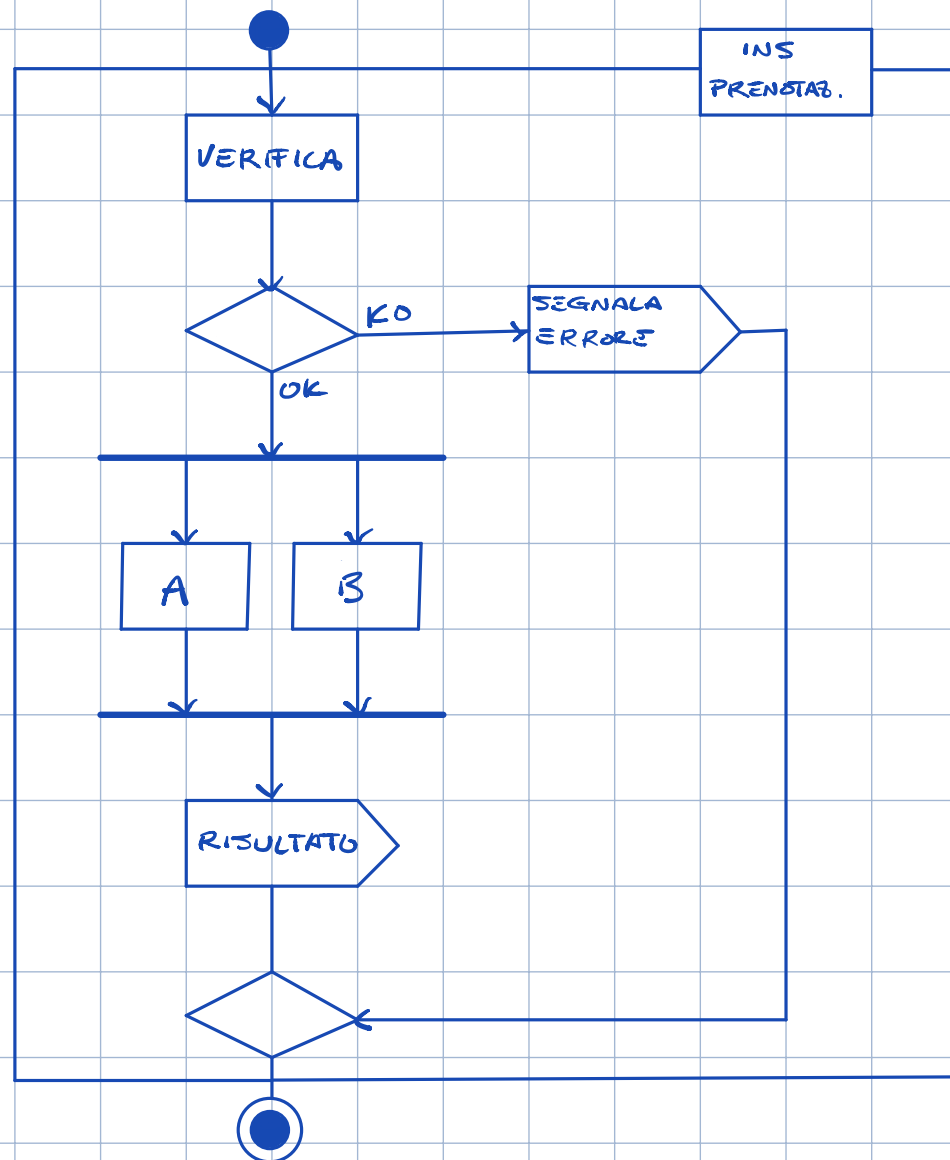 INS
PRENOTAZ.
VERIFICA
KO
SEGNALA
ERRORE
OK
A
B
RISULTATO